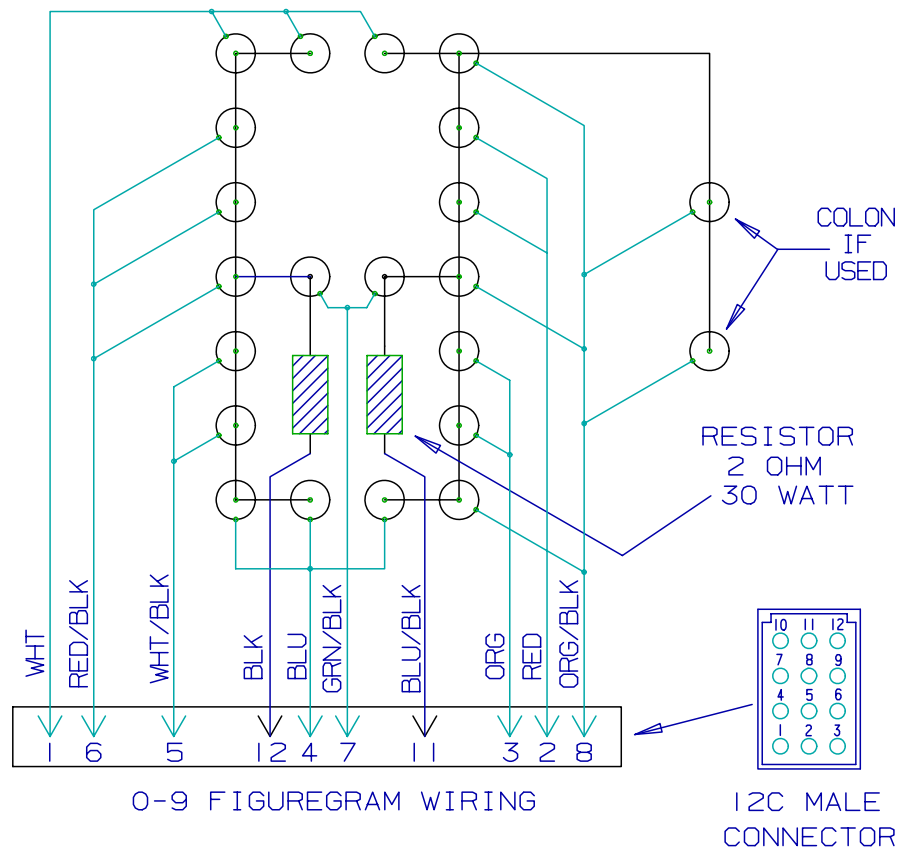 COLON
IF
USED
RESISTOR
2 OHM
30 WATT
WHT
RED/BLK
WHT/BLK
BLK
BLU
GRN/BLK
BLU/BLK
ORG
RED
ORG/BLK
1 6 5 12 4 7 11 3 2 8
10 11 12
7 8 9
4 5 6
1 2 3
0-9 FIGUREGRAM WIRING
12C MALE
CONNECTOR